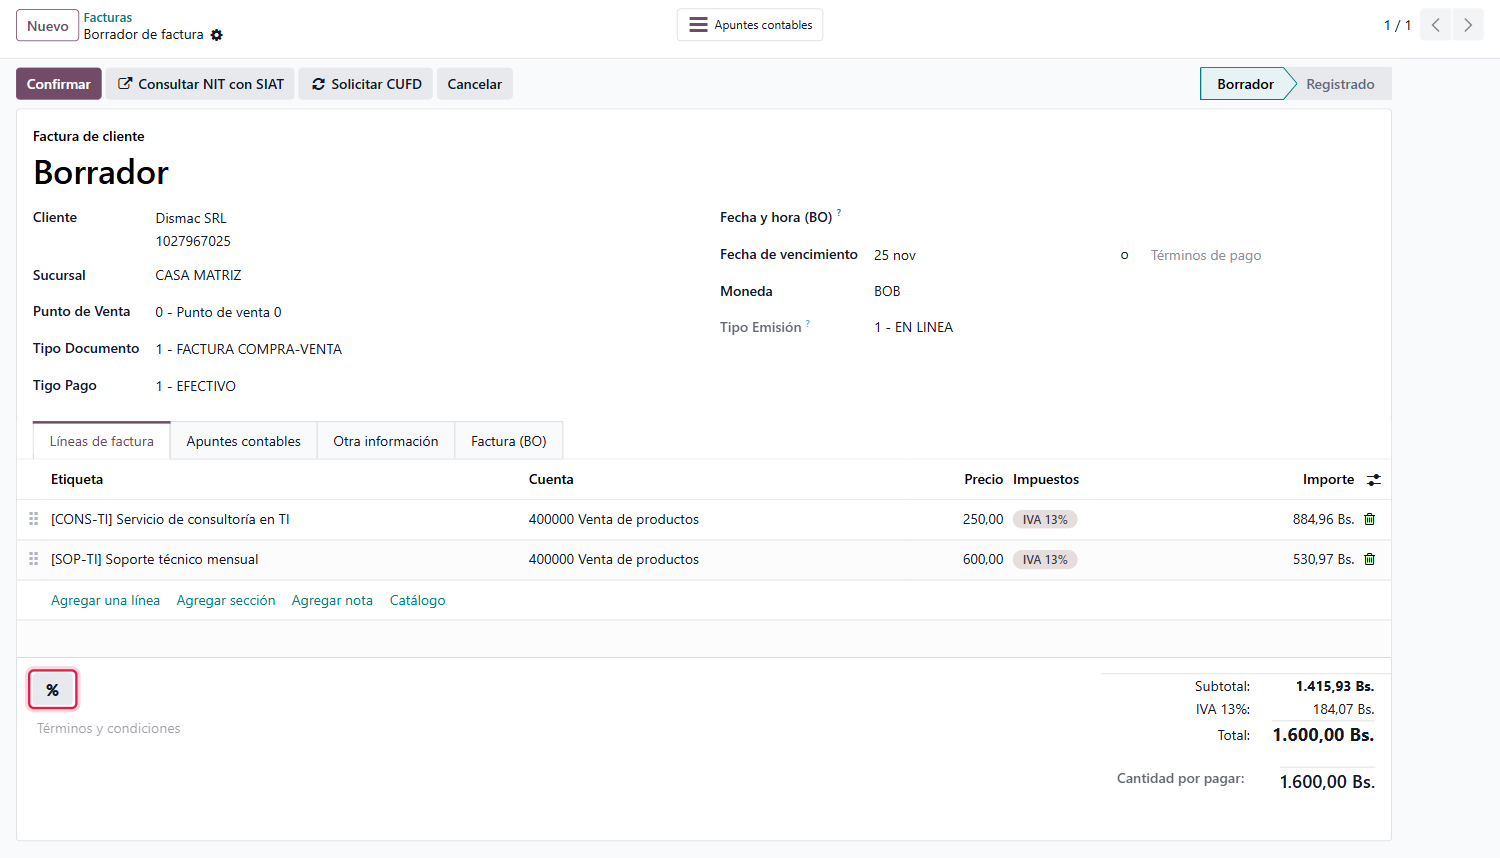 Nuevo
Facturas
Borrador de factura
Apuntes contables
1 / 1
Confirmar
Consultar NIT con SIAT
Solicitar CUFD
Cancelar
Borrador
Registrado
Factura de cliente
Borrador
Cliente
Dismac SRL
1027967025
Sucursal
CASA MATRIZ
Punto de Venta
0 - Punto de venta 0
Tipo Documento
1 - FACTURA COMPRA-VENTA
Tigo Pago
1 - EFECTIVO
Fecha y hora (BO) ?
Fecha de vencimiento
25 nov
o
Términos de pago
Moneda
BOB
Tipo Emisión ?
1 - EN LINEA
Líneas de factura
Apuntes contables
Otra información
Factura (BO)
Etiqueta Cuenta Precio Impuestos Importe
[CONS-TI] Servicio de consultoría en TI 400000 Venta de productos 250,00 IVA 13% 884,96 Bs.
[SOP-TI] Soporte técnico mensual 400000 Venta de productos 600,00 IVA 13% 530,97 Bs.
Agregar una línea Agregar sección Agregar nota Catálogo
%
Términos y condiciones
Subtotal: 1.415,93 Bs.
IVA 13%: 184,07 Bs.
Total: 1.600,00 Bs.
Cantidad por pagar: 1.600,00 Bs.